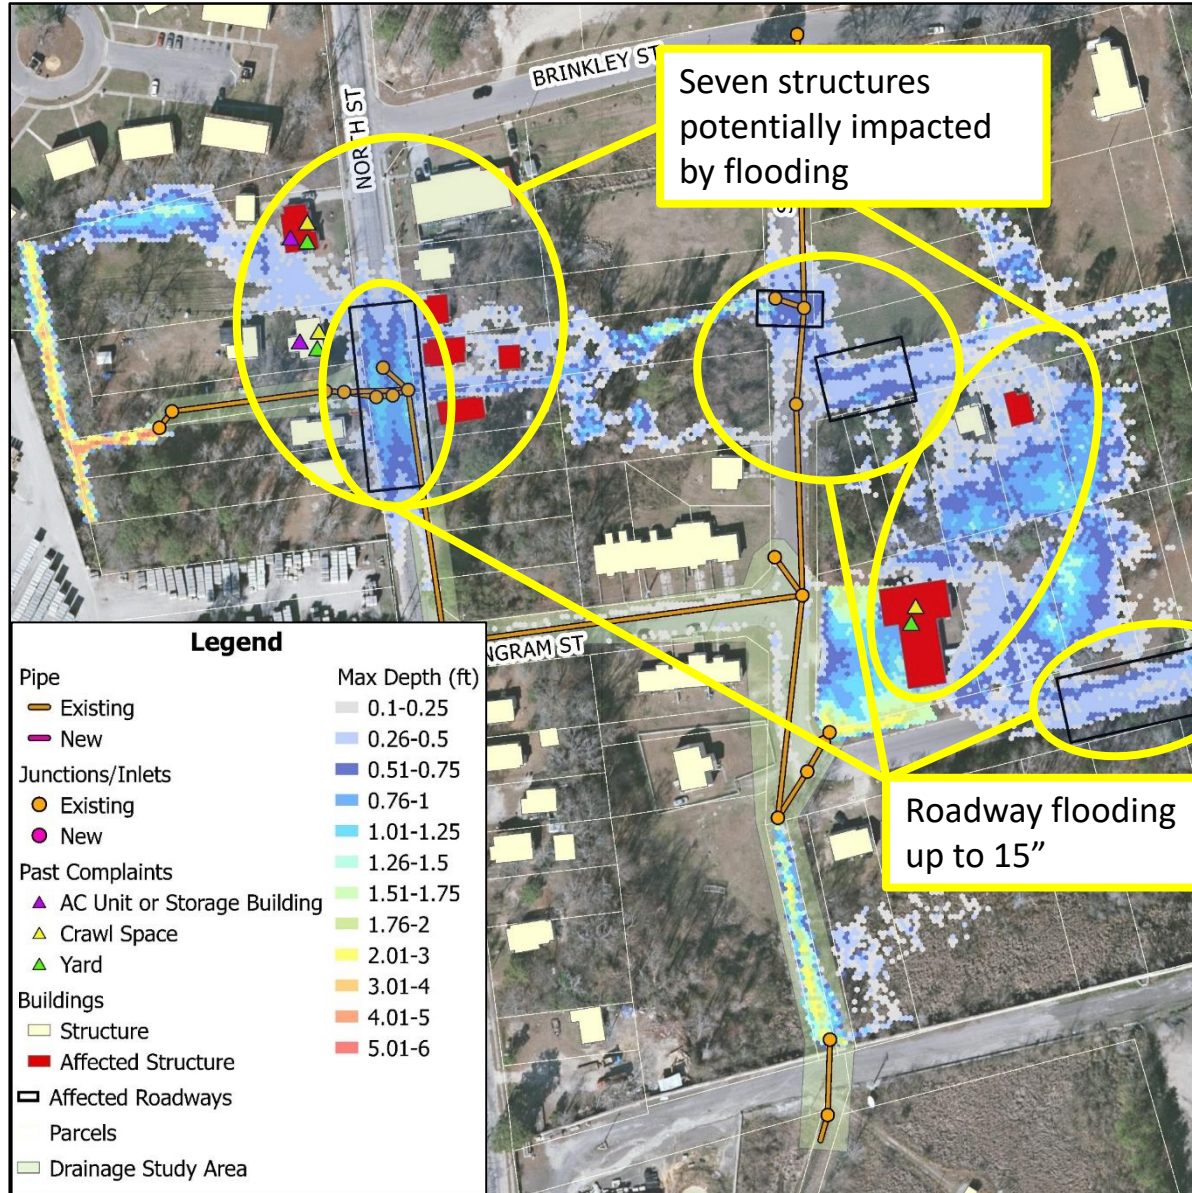 BRINKLEY ST
NORTH ST
Seven structures
potentially impacted
by flooding
S
NGRAM ST
Roadway flooding
up to 15”
Legend
Pipe
Existing
New
Junctions/Inlets
Existing
New
Past Complaints
AC Unit or Storage Building
Crawl Space
Yard
Buildings
Structure
Affected Structure
Affected Roadways
Parcels
Drainage Study Area
Max Depth (ft)
0.1-0.25
0.26-0.5
0.51-0.75
0.76-1
1.01-1.25
1.26-1.5
1.51-1.75
1.76-2
2.01-3
3.01-4
4.01-5
5.01-6